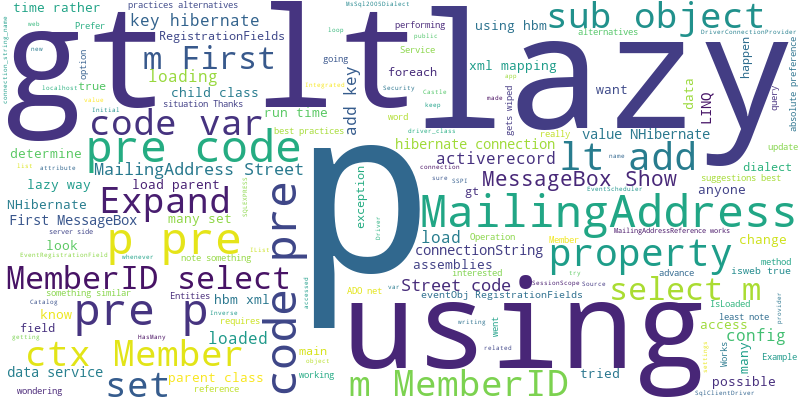 gt
lt
lazy
p
using
time rather
practices alternatives
Prefer
web
key hibernate
RegistrationFields
m First
loading
option
child class
true
situation Thanks
connection_string_name
new
localhost
code var
pre code
run time
best practices
determine
MailingAddress Street
lazy way
load parent
NHibernate
First MessageBox
many set
server side
look
EventRegistrationField
note something
whenever
Expand
p pre
MemberID select
something similar
Catalog
Entities
hbm xml
know
Inverse
pre p
requires
field
loaded
ctx Member
HasMany
main
object
data service
set
parent class
reference
working
getting
wondering
code pre
add key
foreach
using hbm
MsSql2005Dialect
performing
loop
public
Service
going
Security
Castle
Integrated
app
made
keep
word
driver_class
sub object
alternatives
DriverConnectionProvider
xml mapping
want
really
gets wiped
hibernate connection
activerecord
exception
lt add
value NHibernate
data
LINQ
happen
query
absolute preference
update
dialect
name
connection
sure
SSPI
MessageBox Show
suggestions best
anyone
gt
EventScheduler
MailingAddress
load
Operation
Member
MailingAddressReference works
connectionString
assemblies
interested
try
property
change
method
advance
isweb true
Street code
SessionScope
Source
ADO net
var
eventObj RegistrationFields
select m
IsLoaded
access
least note
config
writing
went
related
tried
m MemberID
Works
many
Example
possible
SqlClientDriver